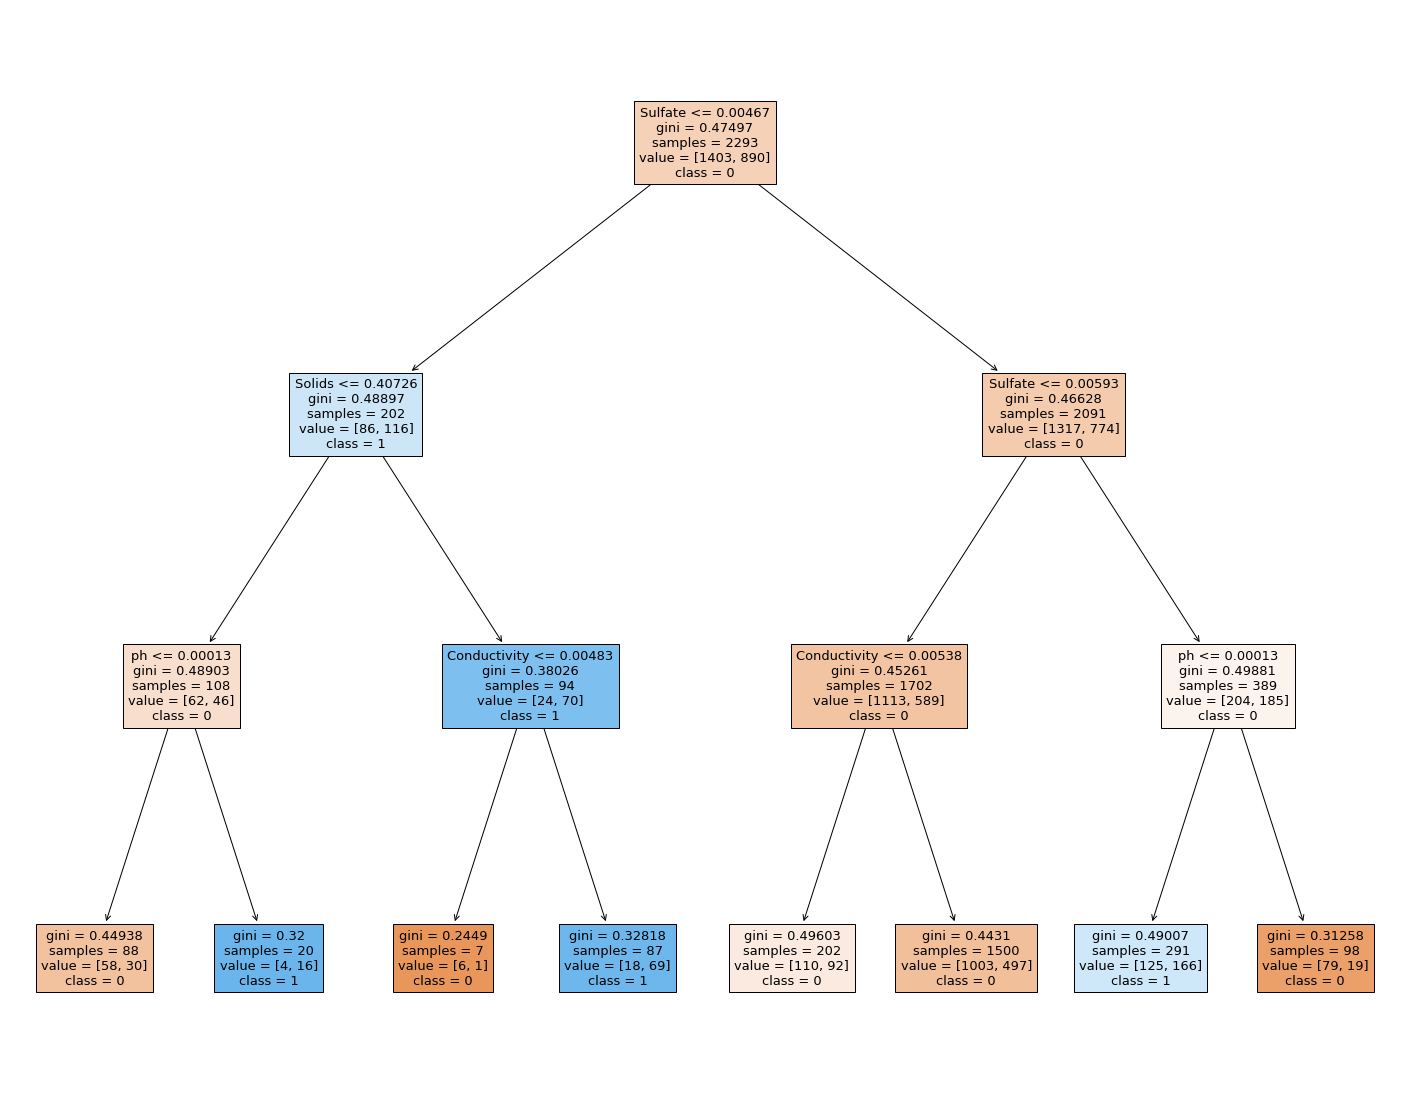 Sulfate <= 0.00467
gini = 0.47497
samples = 2293
value = [1403, 890]
class = 0
Solids <= 0.40726
gini = 0.48897
samples = 202
value = [86, 116]
class = 1
Sulfate <= 0.00593
gini = 0.46628
samples = 2091
value = [1317, 774]
class = 0
ph <= 0.00013
gini = 0.48903
samples = 108
value = [62, 46]
class = 0
Conductivity <= 0.00483
gini = 0.38026
samples = 94
value = [24, 70]
class = 1
Conductivity <= 0.00538
gini = 0.45261
samples = 1702
value = [1113, 589]
class = 0
ph <= 0.00013
gini = 0.49881
samples = 389
value = [204, 185]
class = 0
gini = 0.44938
samples = 88
value = [58, 30]
class = 0
gini = 0.32
samples = 20
value = [4, 16]
class = 1
gini = 0.2449
samples = 7
value = [6, 1]
class = 0
gini = 0.32818
samples = 87
value = [18, 69]
class = 1
gini = 0.49603
samples = 202
value = [110, 92]
class = 0
gini = 0.4431
samples = 1500
value = [1003, 497]
class = 0
gini = 0.49007
samples = 291
value = [125, 166]
class = 1
gini = 0.31258
samples = 98
value = [79, 19]
class = 0